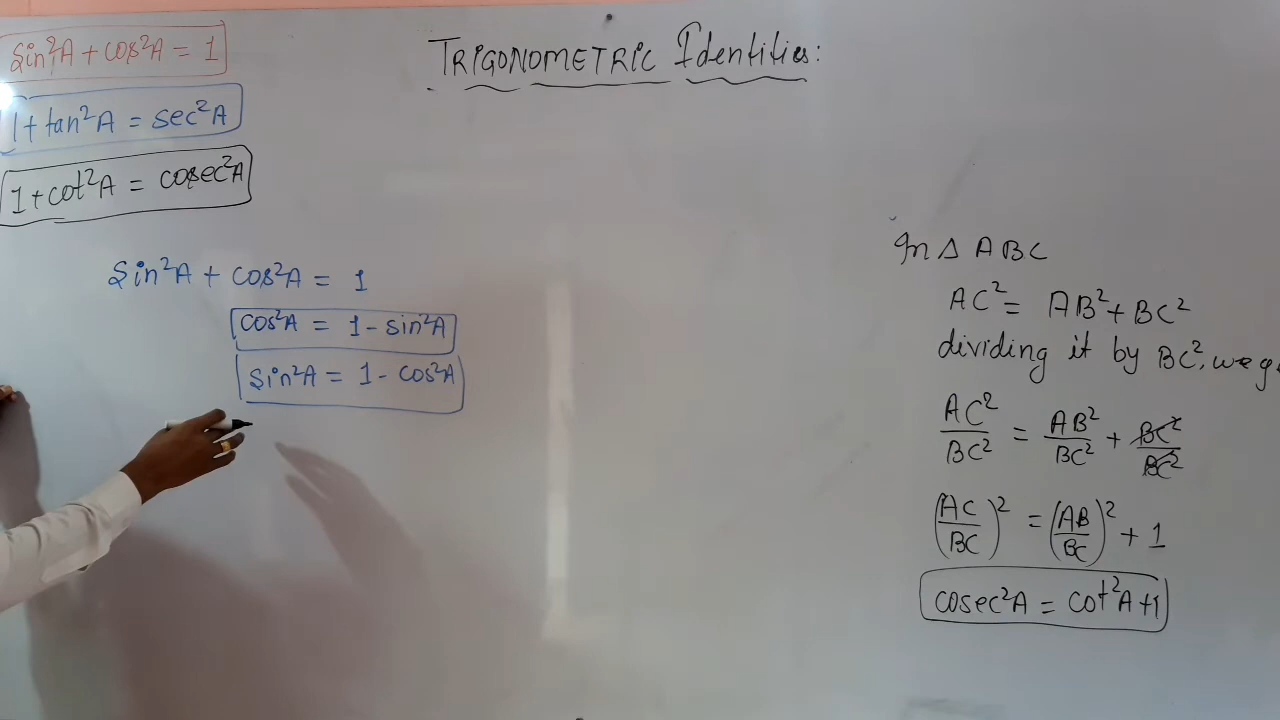 TRIGONOMETRIC Identities:
Sin²A + cos²A = 1
1 + tan²A = sec²A
1 + cot²A = cosec²A
Sin²A + cos²A = 1
cos²A = 1 - sin²A
Sin²A = 1 - cos²A
In Δ ABC
AC² = AB² + BC²
dividing it by BC², we
AC²/BC² = AB²/BC² + BC²/BC²
(AC/BC)² = (AB/BC)² + 1
cosec²A = cot²A + 1